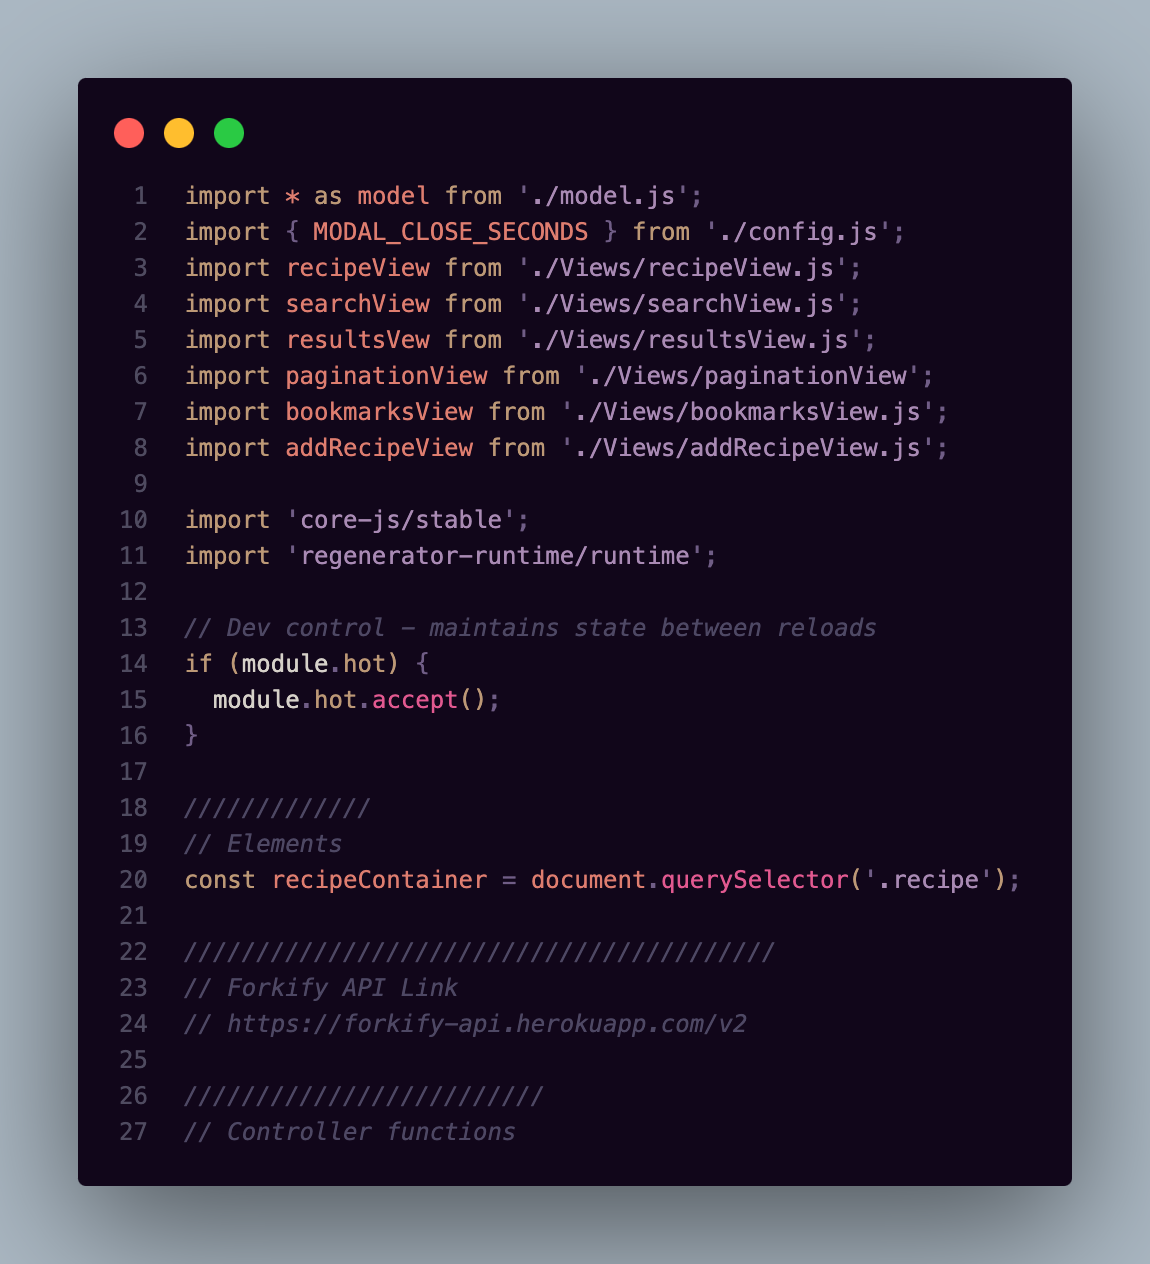 1 import * as model from './model.js';
2 import { MODAL_CLOSE_SECONDS } from './config.js';
3 import recipeView from './Views/recipeView.js';
4 import searchView from './Views/searchView.js';
5 import resultsVew from './Views/resultsView.js';
6 import paginationView from './Views/paginationView';
7 import bookmarksView from './Views/bookmarksView.js';
8 import addRecipeView from './Views/addRecipeView.js';
9
10 import 'core-js/stable';
11 import 'regenerator-runtime/runtime';
12
13 // Dev control - maintains state between reloads
14 if (module.hot) {
15   module.hot.accept();
16 }
17
18 /////////////
19 // Elements
20 const recipeContainer = document.querySelector('.recipe');
21
22 /////////////////////////////////////////
23 // Forkify API Link
24 // https://forkify-api.herokuapp.com/v2
25
26 /////////////////////////
27 // Controller functions